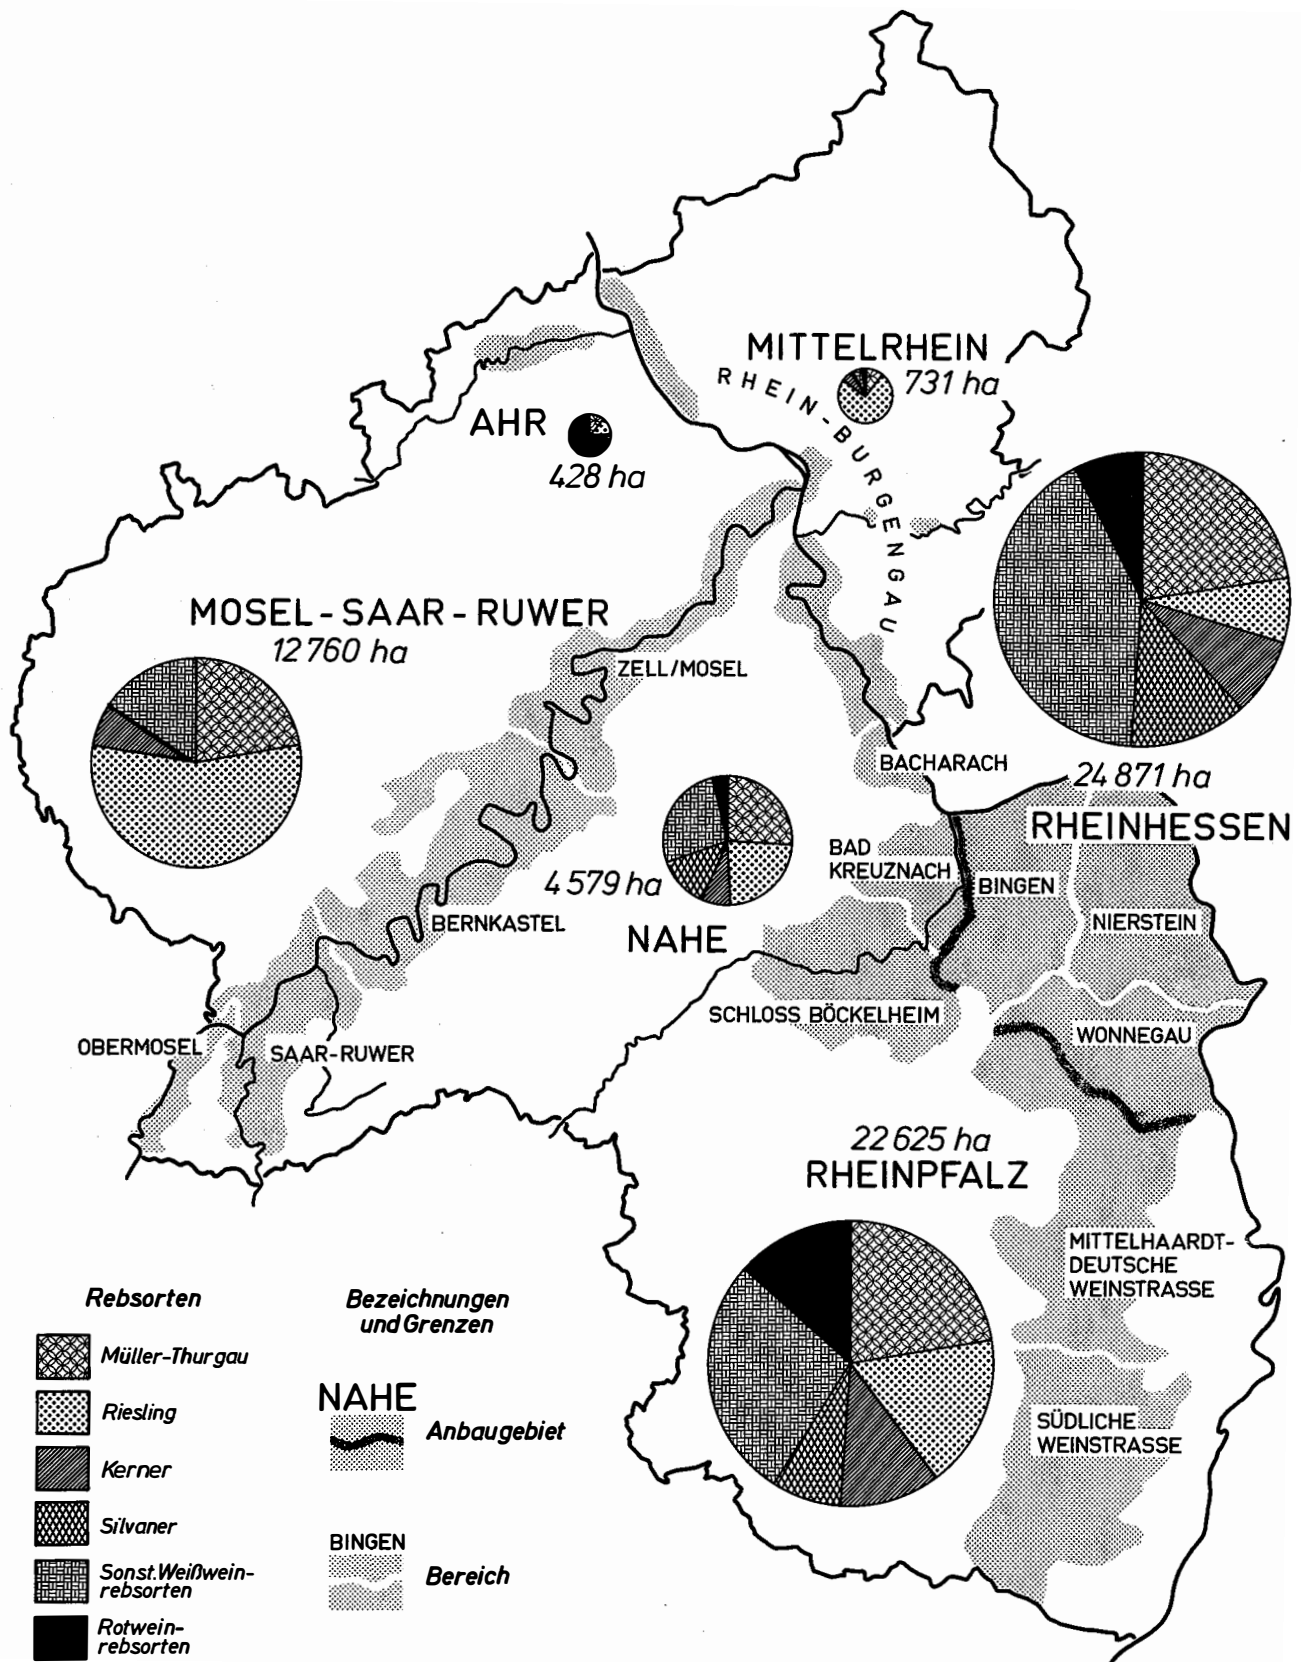 MITTELRHEIN
731 ha
RHEIN-BURGENGAU
AHR
428 ha
MOSEL-SAAR-RUWER
12 760 ha
ZELL/MOSEL
BACHARACH
24 871 ha
RHEINHESSEN
BAD
KREUZNACH
BINGEN
4 579 ha
BERNKASTEL
NIERSTEIN
NAHE
SCHLOSS BÖCKELHEIM
WONNEGAU
OBERMOSEL
SAAR-RUWER
22 625 ha
RHEINPFALZ
MITTELHAARDT-
DEUTSCHE
WEINSTRASSE
SÜDLICHE
WEINSTRASSE
Rebsorten
Müller-Thurgau
Riesling
Kerner
Silvaner
Sonst. Weißwein-
rebsorten
Rotwein-
rebsorten
Bezeichnungen
und Grenzen
NAHE
Anbaugebiet
BINGEN
Bereich